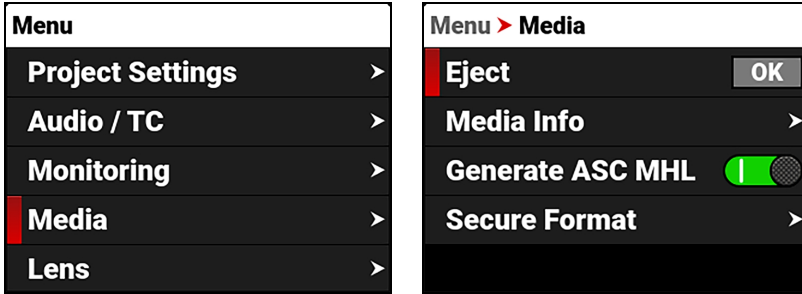 Menu
Project Settings
Audio / TC
Monitoring
Media
Lens
Menu > Media
Eject OK
Media Info
Generate ASC MHL
Secure Format